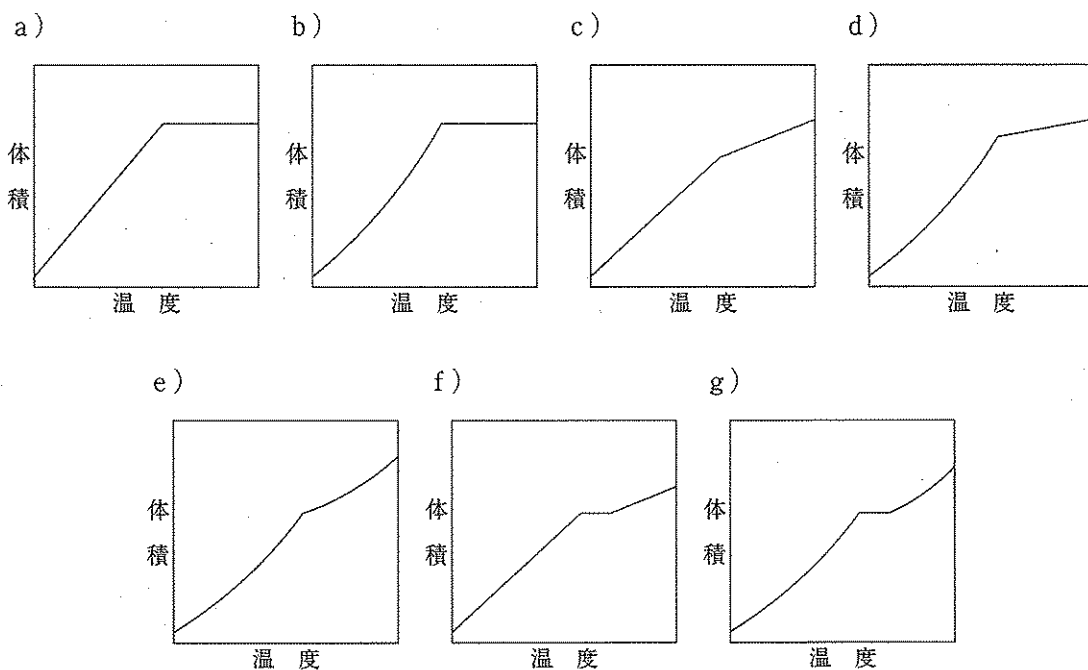 a) b) c) d)
体積 体積 体積 体積
温 度 温 度 温 度 温 度
e) f) g)
体積 体積 体積
温 度 温 度 温 度